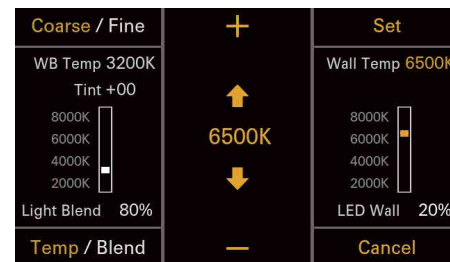 Coarse / Fine
+
Set
WB Temp 3200K
Tint +00
8000K
6000K
4000K
2000K
Light Blend 80%
6500K
Wall Temp 6500K
8000K
6000K
4000K
2000K
LED Wall 20%
Temp / Blend
—
Cancel